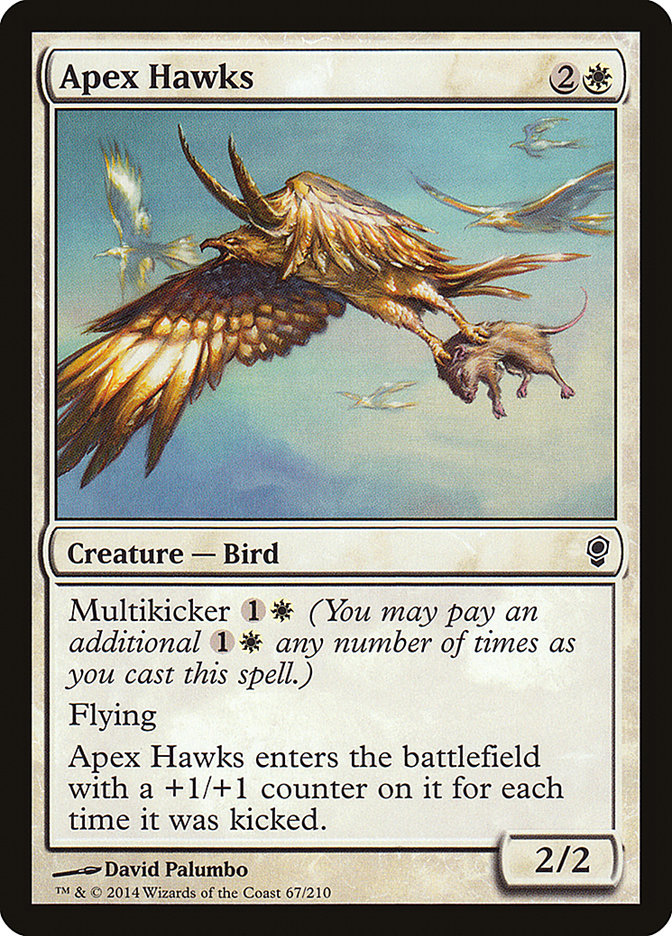 Apex Hawks 2
Creature — Bird
Multikicker 1 (You may pay an
additional 1 any number of times as
you cast this spell.)
Flying
Apex Hawks enters the battlefield
with a +1/+1 counter on it for each
time it was kicked.
2/2
David Palumbo
™ & © 2014 Wizards of the Coast 67/210